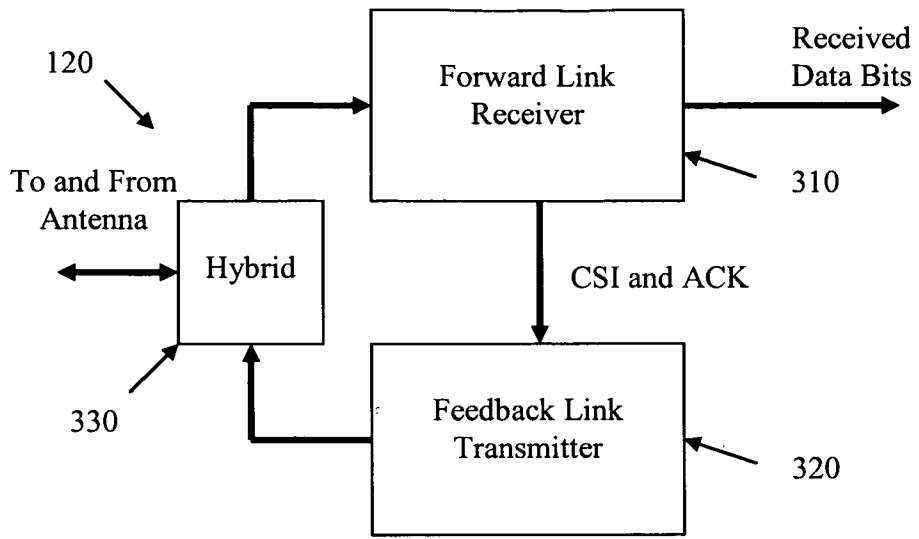 120
Forward Link
Receiver
Received
Data Bits
To and From
Antenna
310
Hybrid
CSI and ACK
330
Feedback Link
Transmitter
320